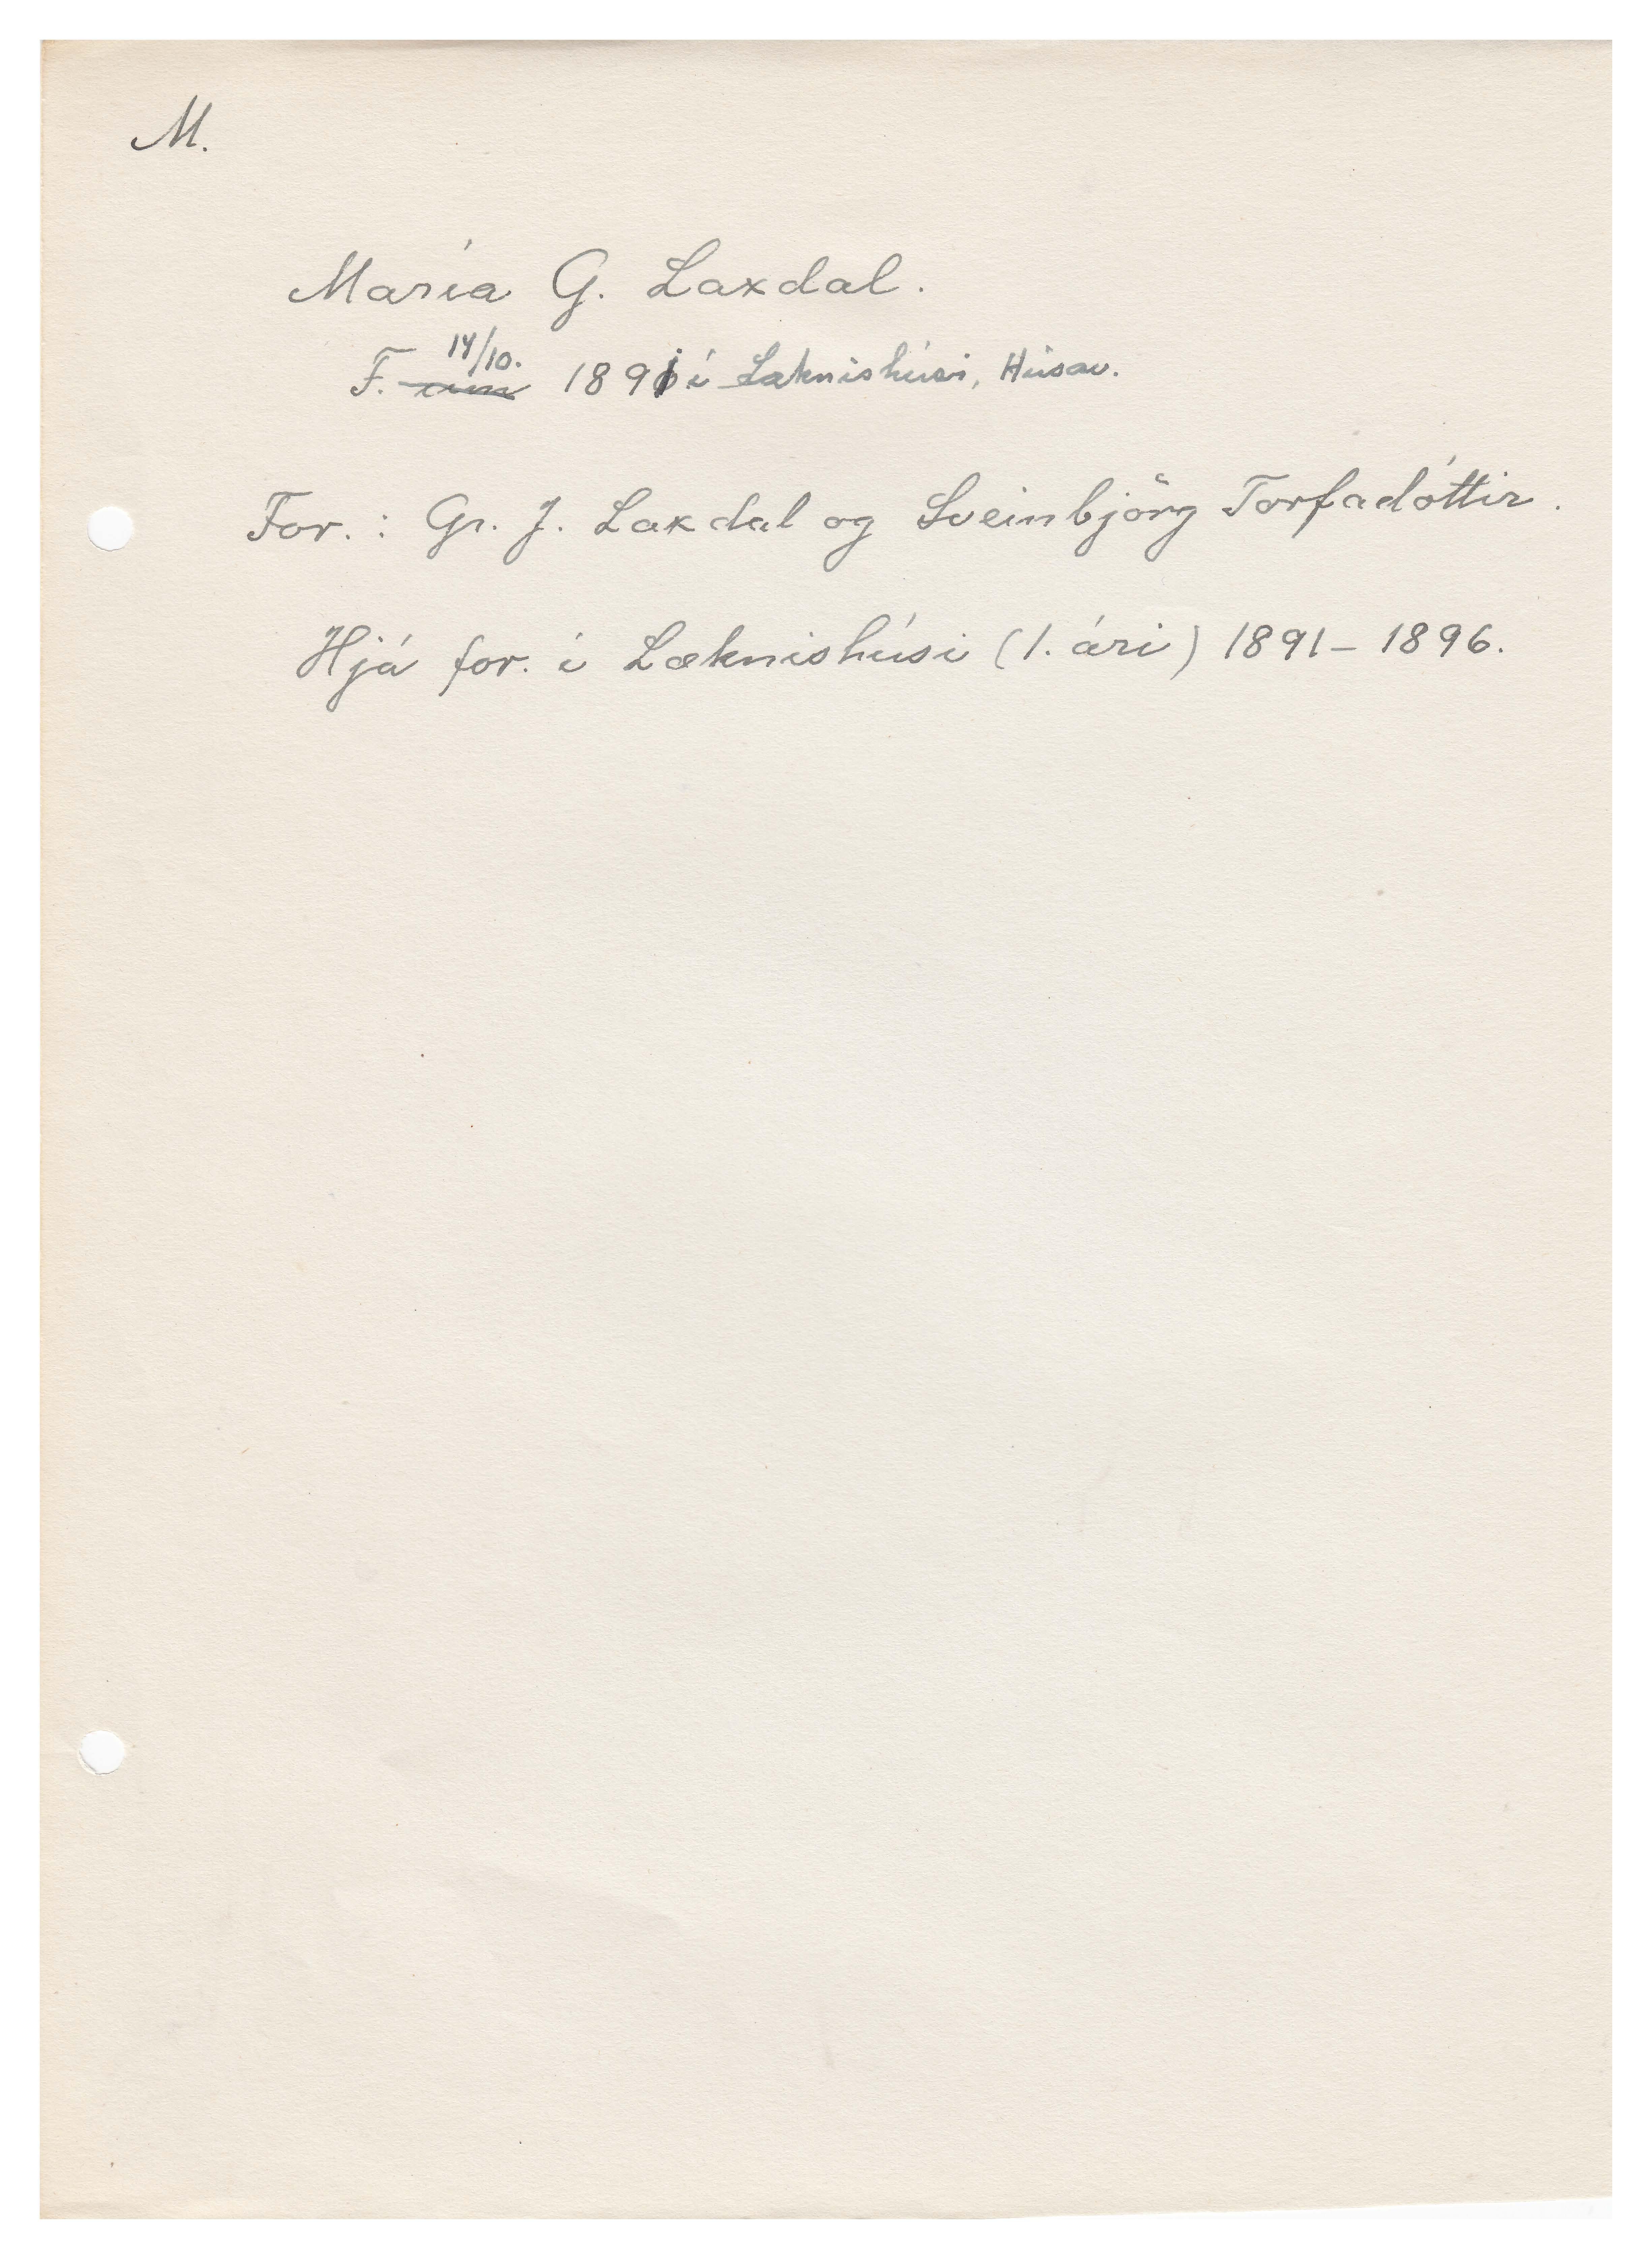 M.
María G. Laxdal.
F. 14/10. 1891 í Læknishúsi, Húsav.
For.: Gr. J. Laxdal og Sveinbjörg Torfadóttir.
Hjá for. í Læknishúsi (1. ári) 1891 - 1896.